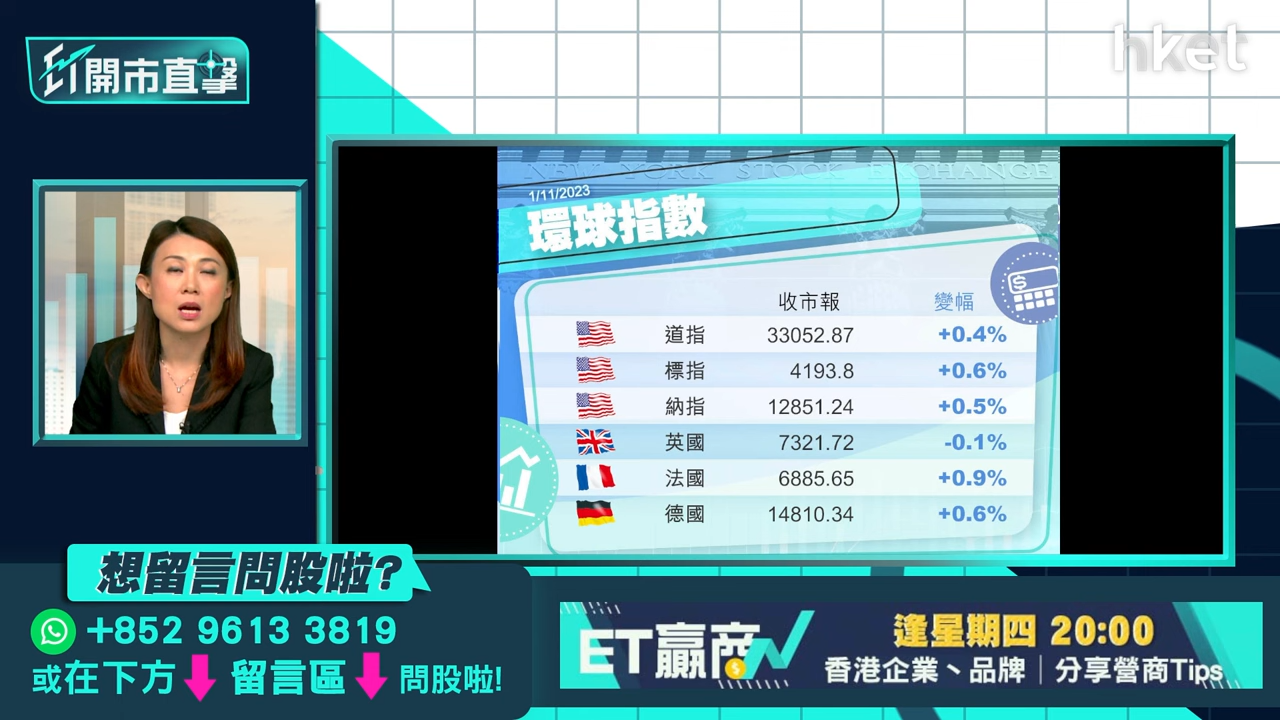 ET開市直擊
hket
NEW YORK STOCK EXCHANGE
1/11/2023
環球指數
收市報 變幅
道指 33052.87 +0.4%
標指 4193.8 +0.6%
納指 12851.24 +0.5%
英國 7321.72 -0.1%
法國 6885.65 +0.9%
德國 14810.34 +0.6%
想留言問股啦?
+852 9613 3819
或在下方 留言區 問股啦!
ET贏商
逢星期四 20:00
香港企業、品牌｜分享營商Tips